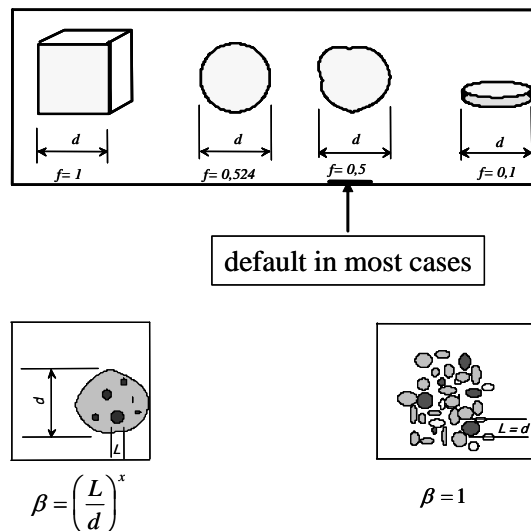 d d d d
f= 1 f= 0,524 f= 0,5 f=0,1
default in most cases
d
L
L = d
β = (L/d)^x
β = 1